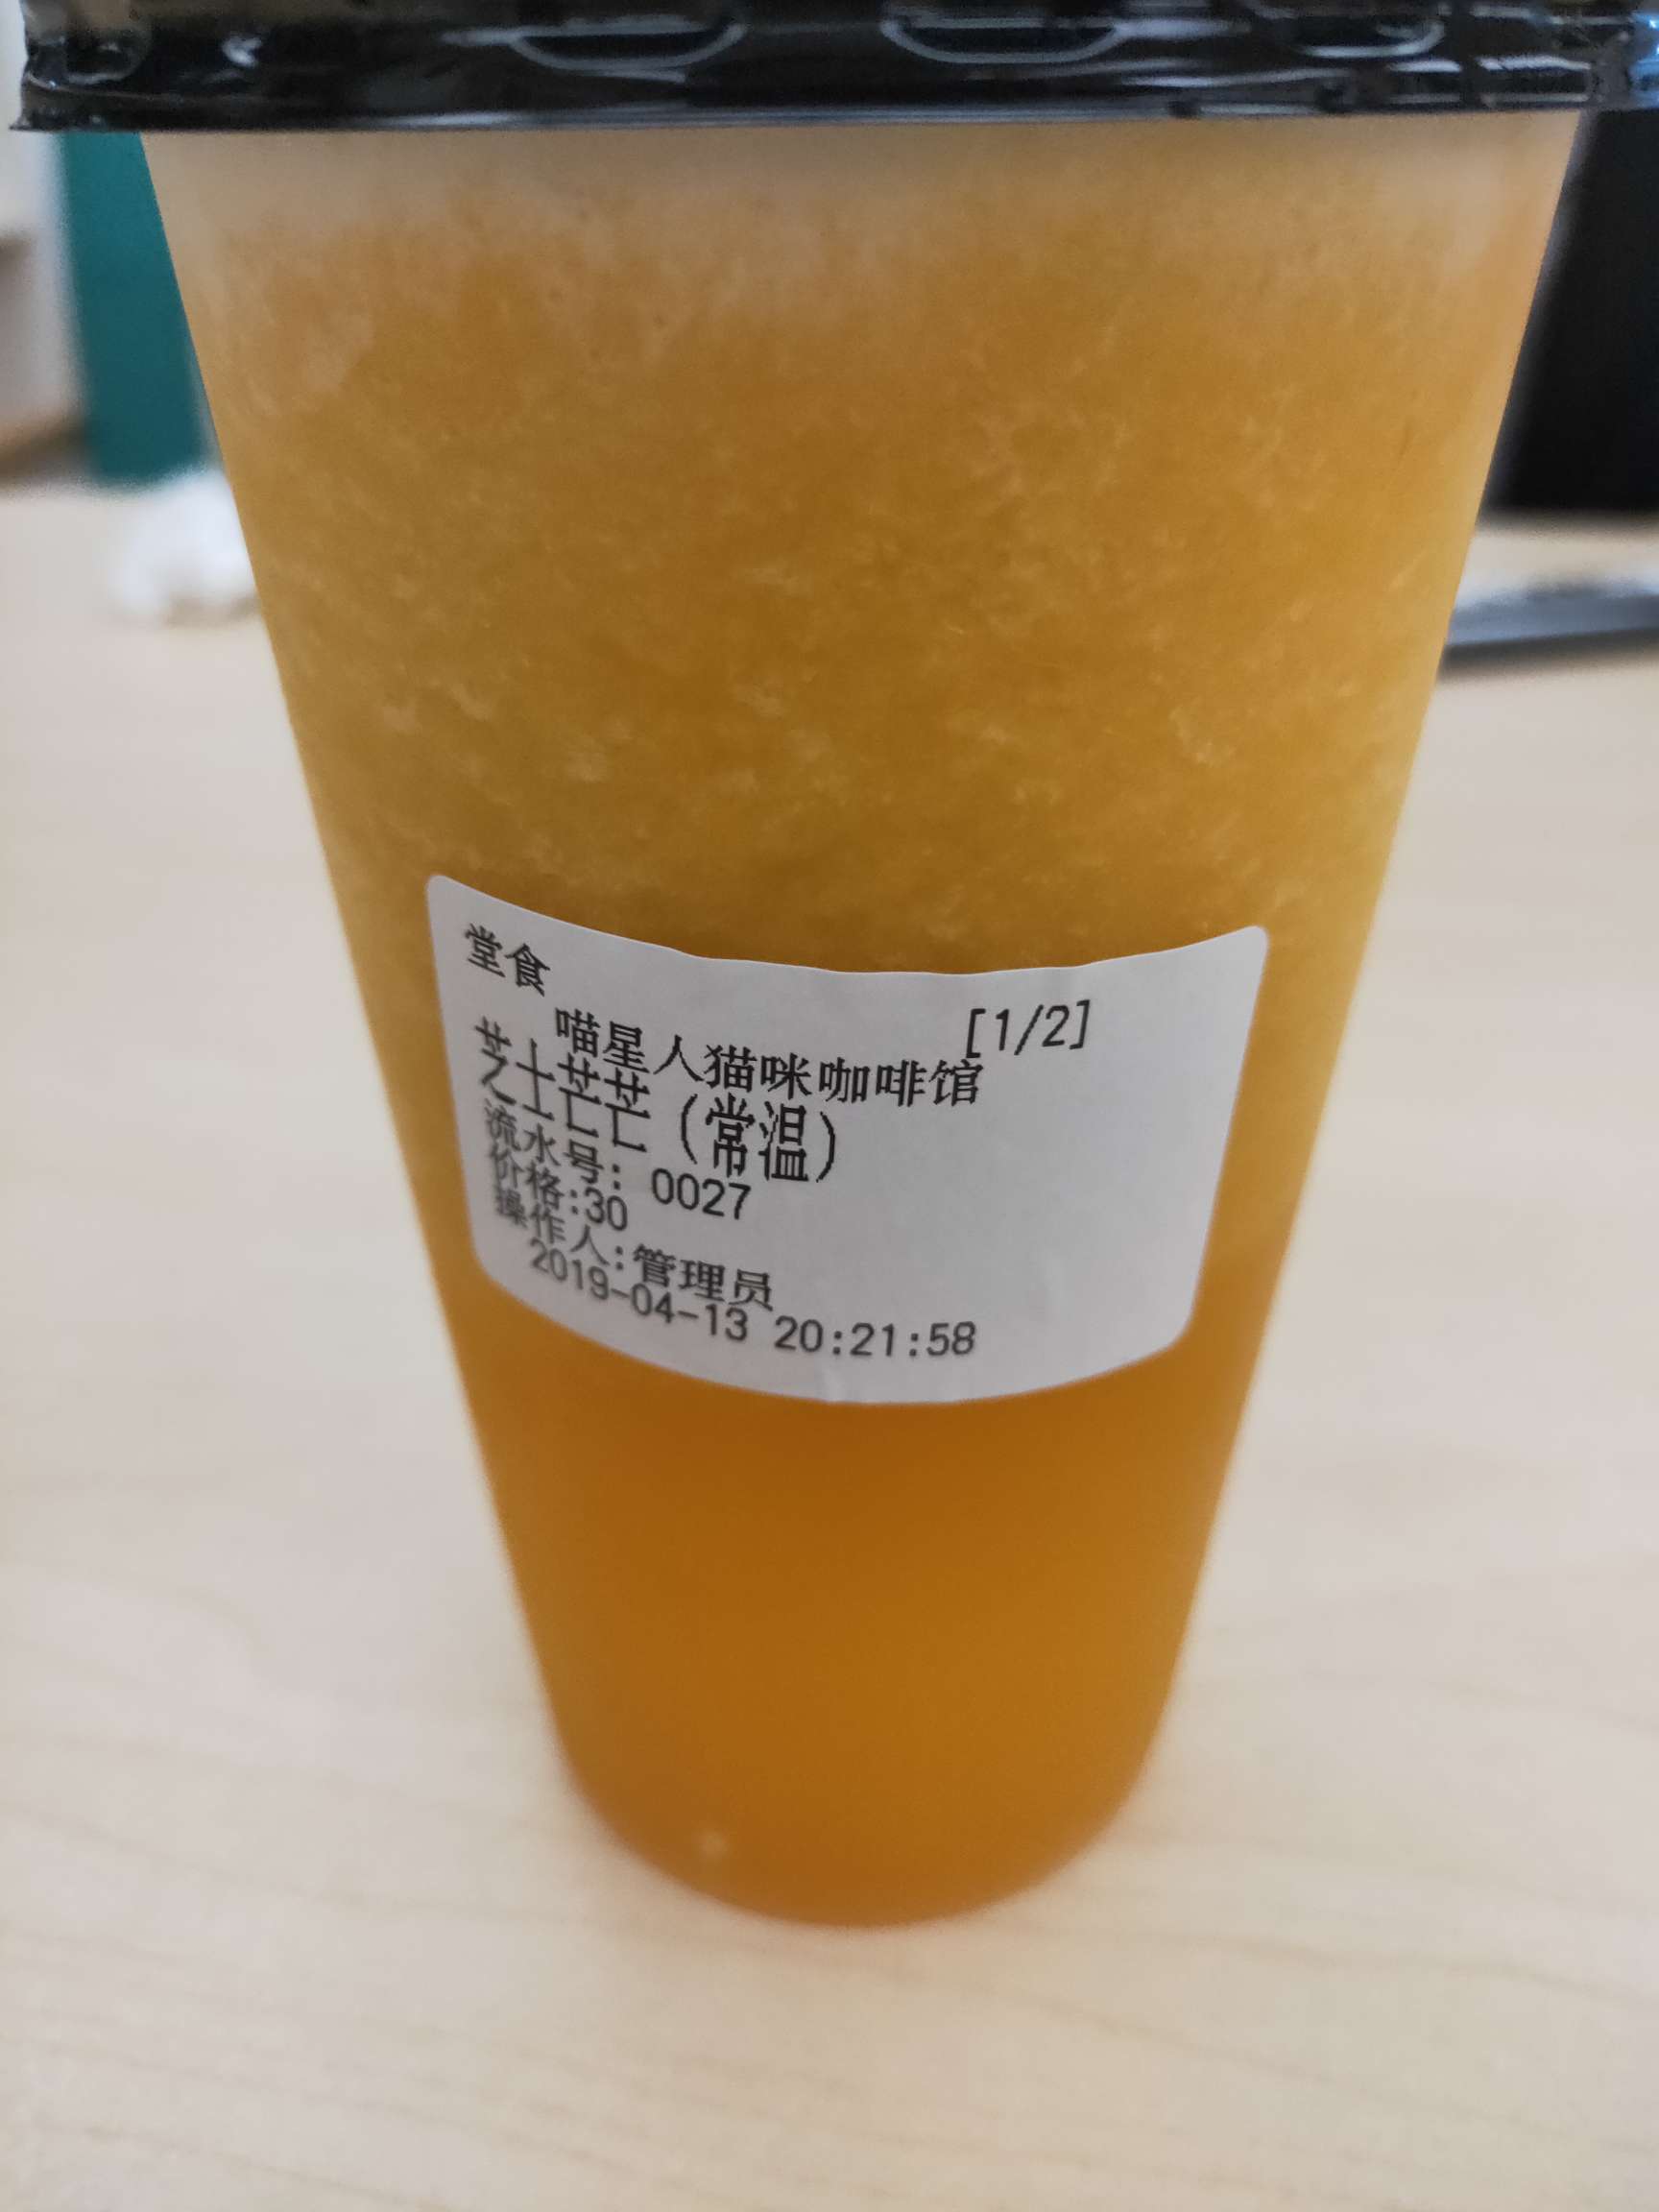 堂食
[1/2]
喵星人猫咪咖啡馆
芝士芒芒(常温)
流水号: 0027
价格:30
操作人:管理员
2019-04-13 20:21:58